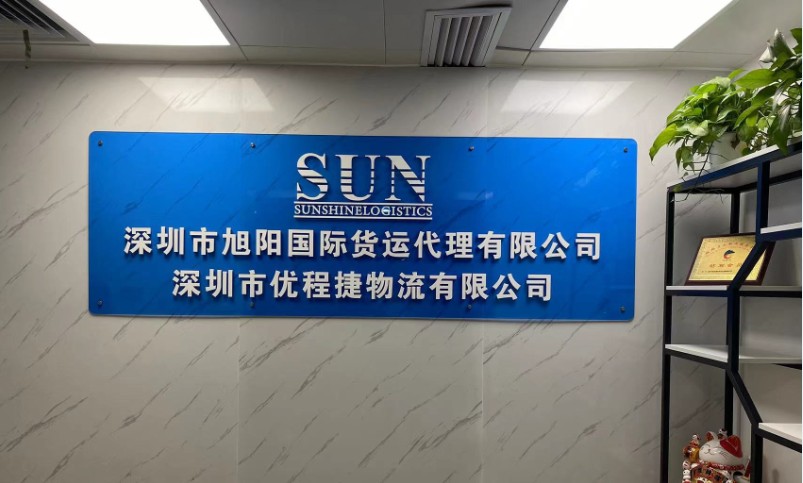 SUN
SUNSHINELOGISTICS
深圳市旭阳国际货运代理有限公司
深圳市优程捷物流有限公司